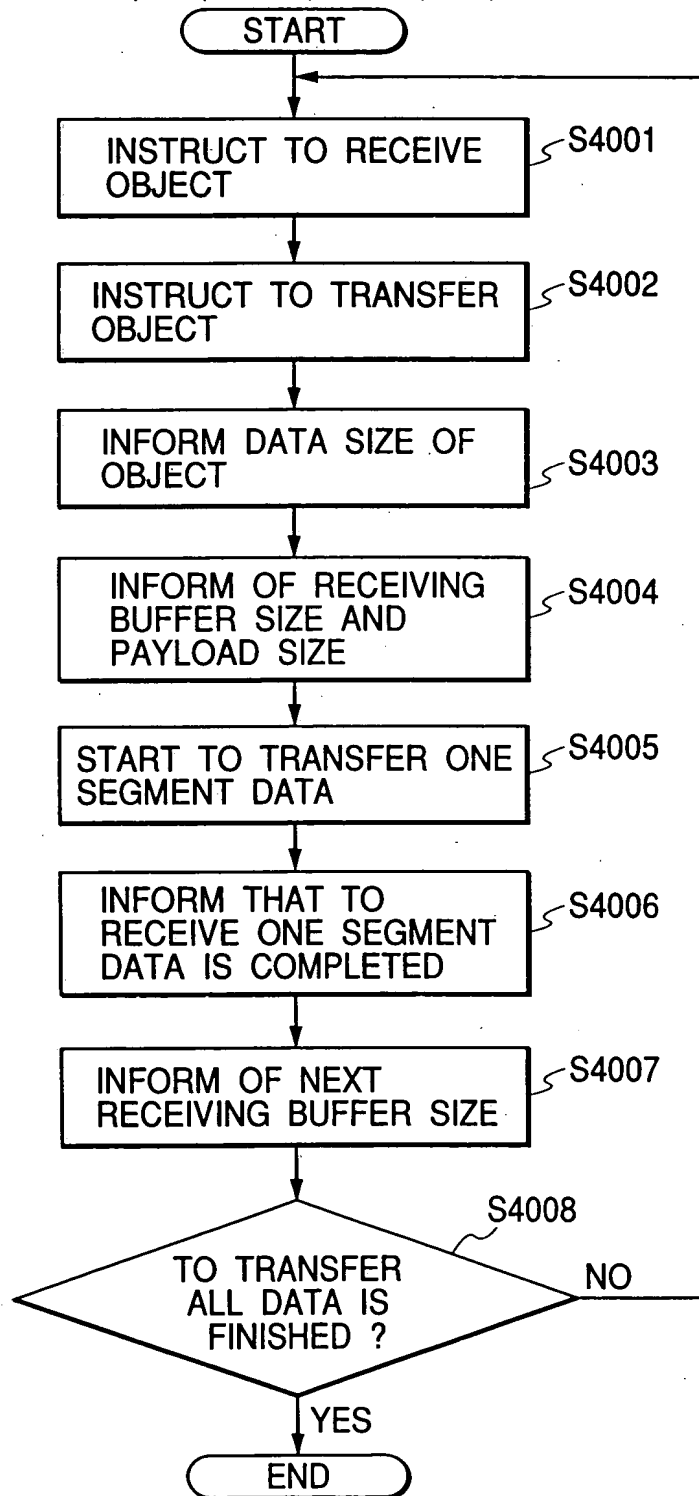 START
INSTRUCT TO RECEIVE
OBJECT
S4001
INSTRUCT TO TRANSFER
OBJECT
S4002
INFORM DATA SIZE OF
OBJECT
S4003
INFORM OF RECEIVING
BUFFER SIZE AND
PAYLOAD SIZE
S4004
START TO TRANSFER ONE
SEGMENT DATA
S4005
INFORM THAT TO
RECEIVE ONE SEGMENT
DATA IS COMPLETED
S4006
INFORM OF NEXT
RECEIVING BUFFER SIZE
S4007
S4008
TO TRANSFER
ALL DATA IS
FINISHED ?
NO
YES
END